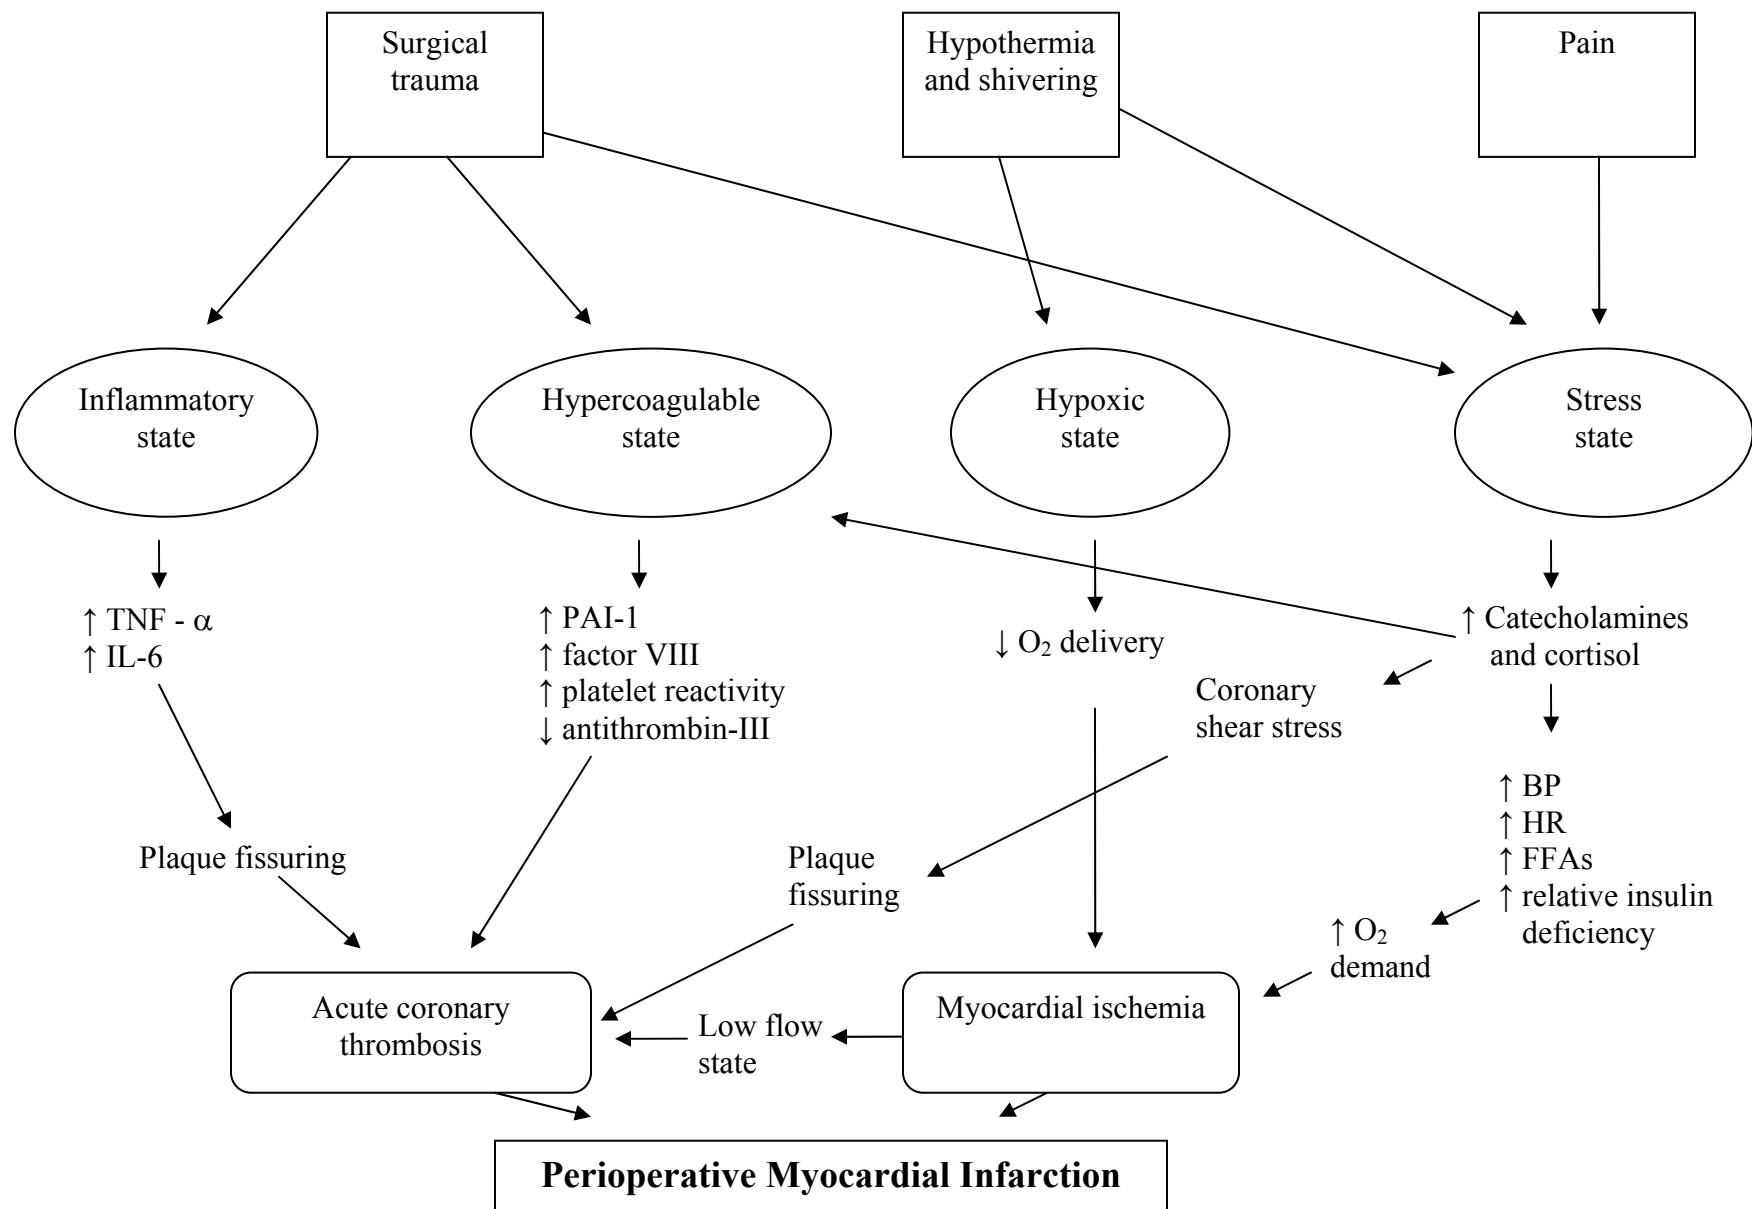 Surgical
trauma
Hypothermia
and shivering
Pain
Inflammatory
state
Hypercoagulable
state
Hypoxic
state
Stress
state
↑ TNF - α
↑ IL-6
↑ PAI-1
↑ factor VIII
↑ platelet reactivity
↓ antithrombin-III
↓ O₂ delivery
↑ Catecholamines
and cortisol
Coronary
shear stress
↑ BP
↑ HR
↑ FFAs
↑ relative insulin
deficiency
Plaque fissuring
Plaque
fissuring
↑ O₂
demand
Acute coronary
thrombosis
Low flow
state
Myocardial ischemia
Perioperative Myocardial Infarction